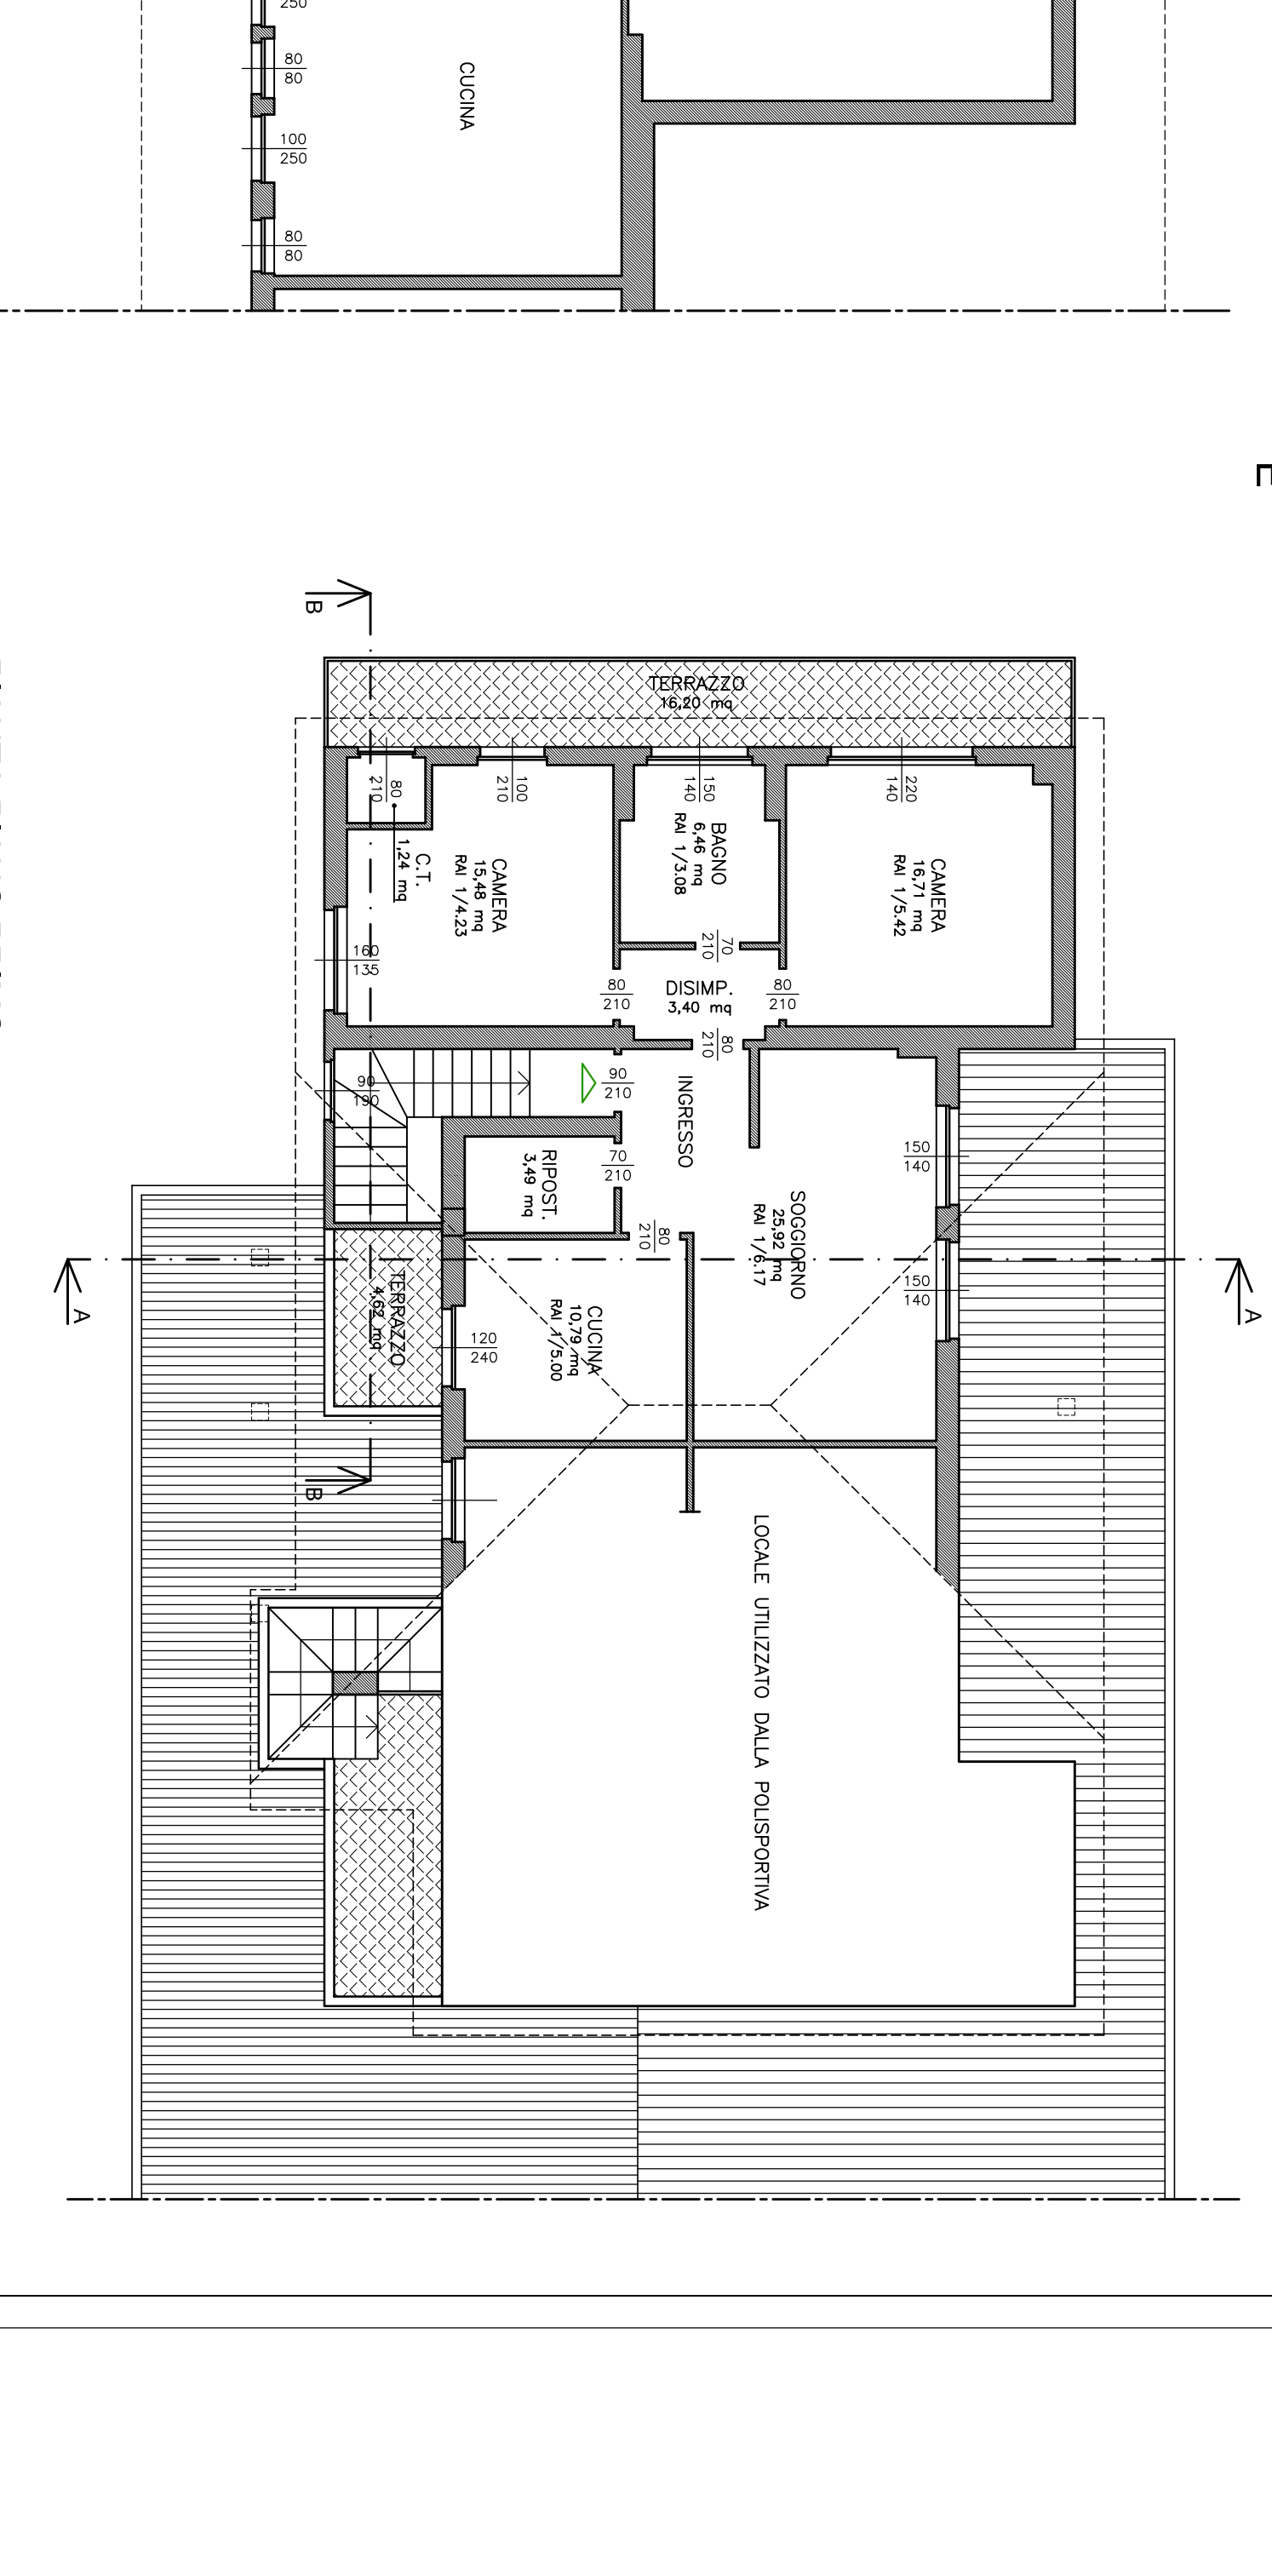 250
80
80
CUCINA
100
250
80
80
B
TERRAZZO
16,20 mq
80
210
100
210
150
140
220
140
C.T.
1,24 mq
CAMERA
15,48 mq
RAI 1/4.23
BAGNO
6,46 mq
RAI 1/3.08
CAMERA
16,71 mq
RAI 1/5.42
160
135
70
210
80
210
DISIMP.
3,40 mq
80
210
80
210
90
190
90
210
INGRESSO
150
140
RIPOST.
3,49 mq
70
210
80
210
SOGGIORNO
25,92 mq
RAI 1/6.17
150
140
A
A
TERRAZZO
4,62 mq
120
240
CUCINA
10,79 mq
RAI 1/5.00
B
LOCALE UTILIZZATO DALLA POLISPORTIVA